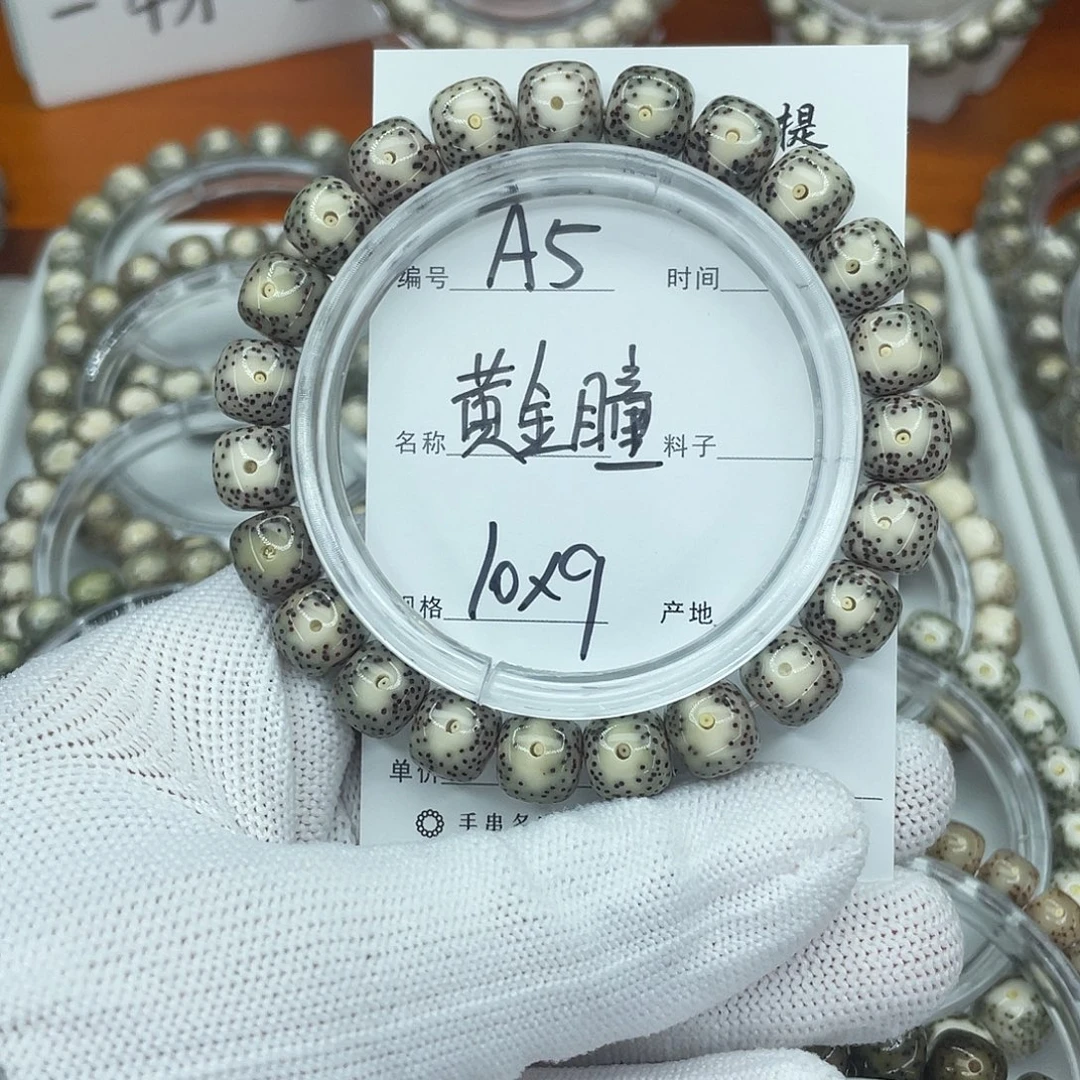 提
编号 A5 时间
名称 黄金瞳 料子
格 10x9 产地
单价
手串名